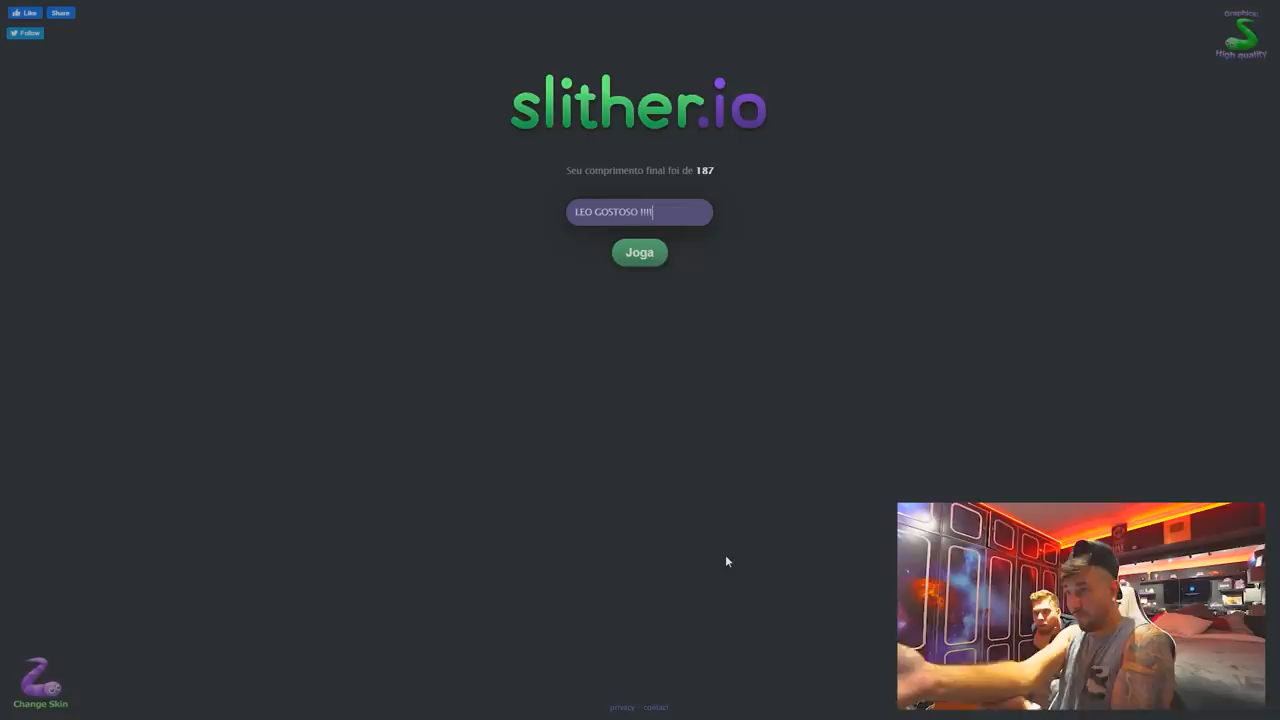 Like Share
Follow
Graphics:
High quality
slither.io
Seu comprimento final foi de 187
LEO GOSTOSO !!!!
Joga
Change Skin
privacy · contact